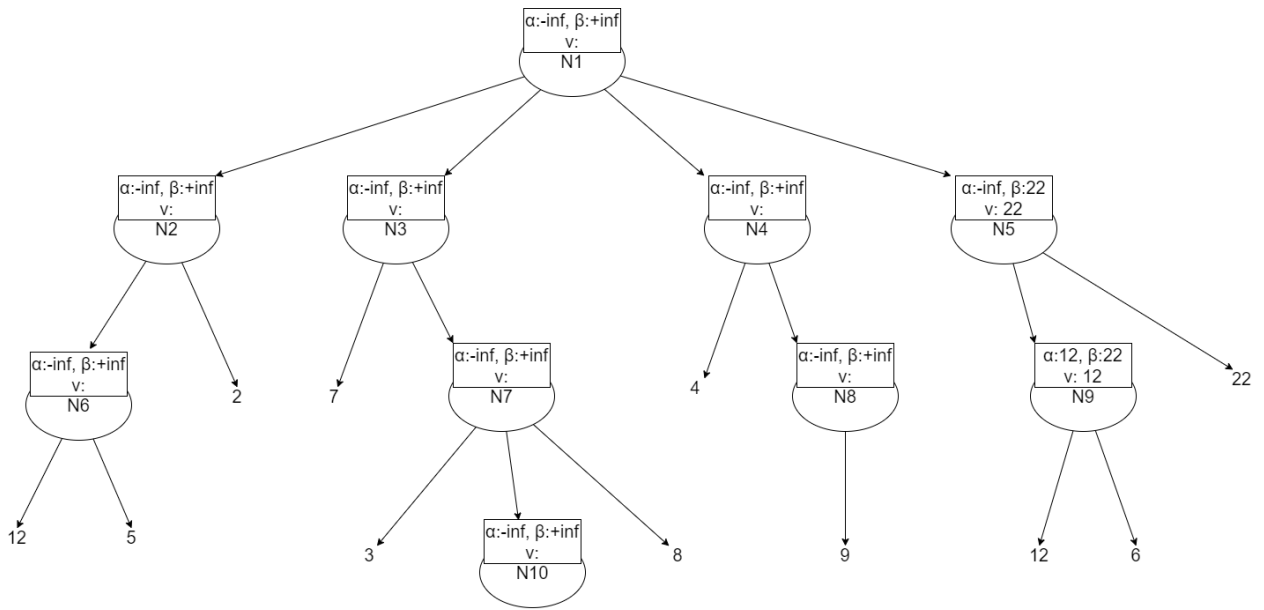 α:-inf, β:+inf
v:
N1
α:-inf, β:+inf
v:
N2
α:-inf, β:+inf
v:
N3
α:-inf, β:+inf
v:
N4
α:-inf, β:22
v: 22
N5
α:-inf, β:+inf
v:
N6
2
7
α:-inf, β:+inf
v:
N7
4
α:-inf, β:+inf
v:
N8
α:12, β:22
v: 12
N9
22
12
5
3
α:-inf, β:+inf
v:
N10
8
9
12
6